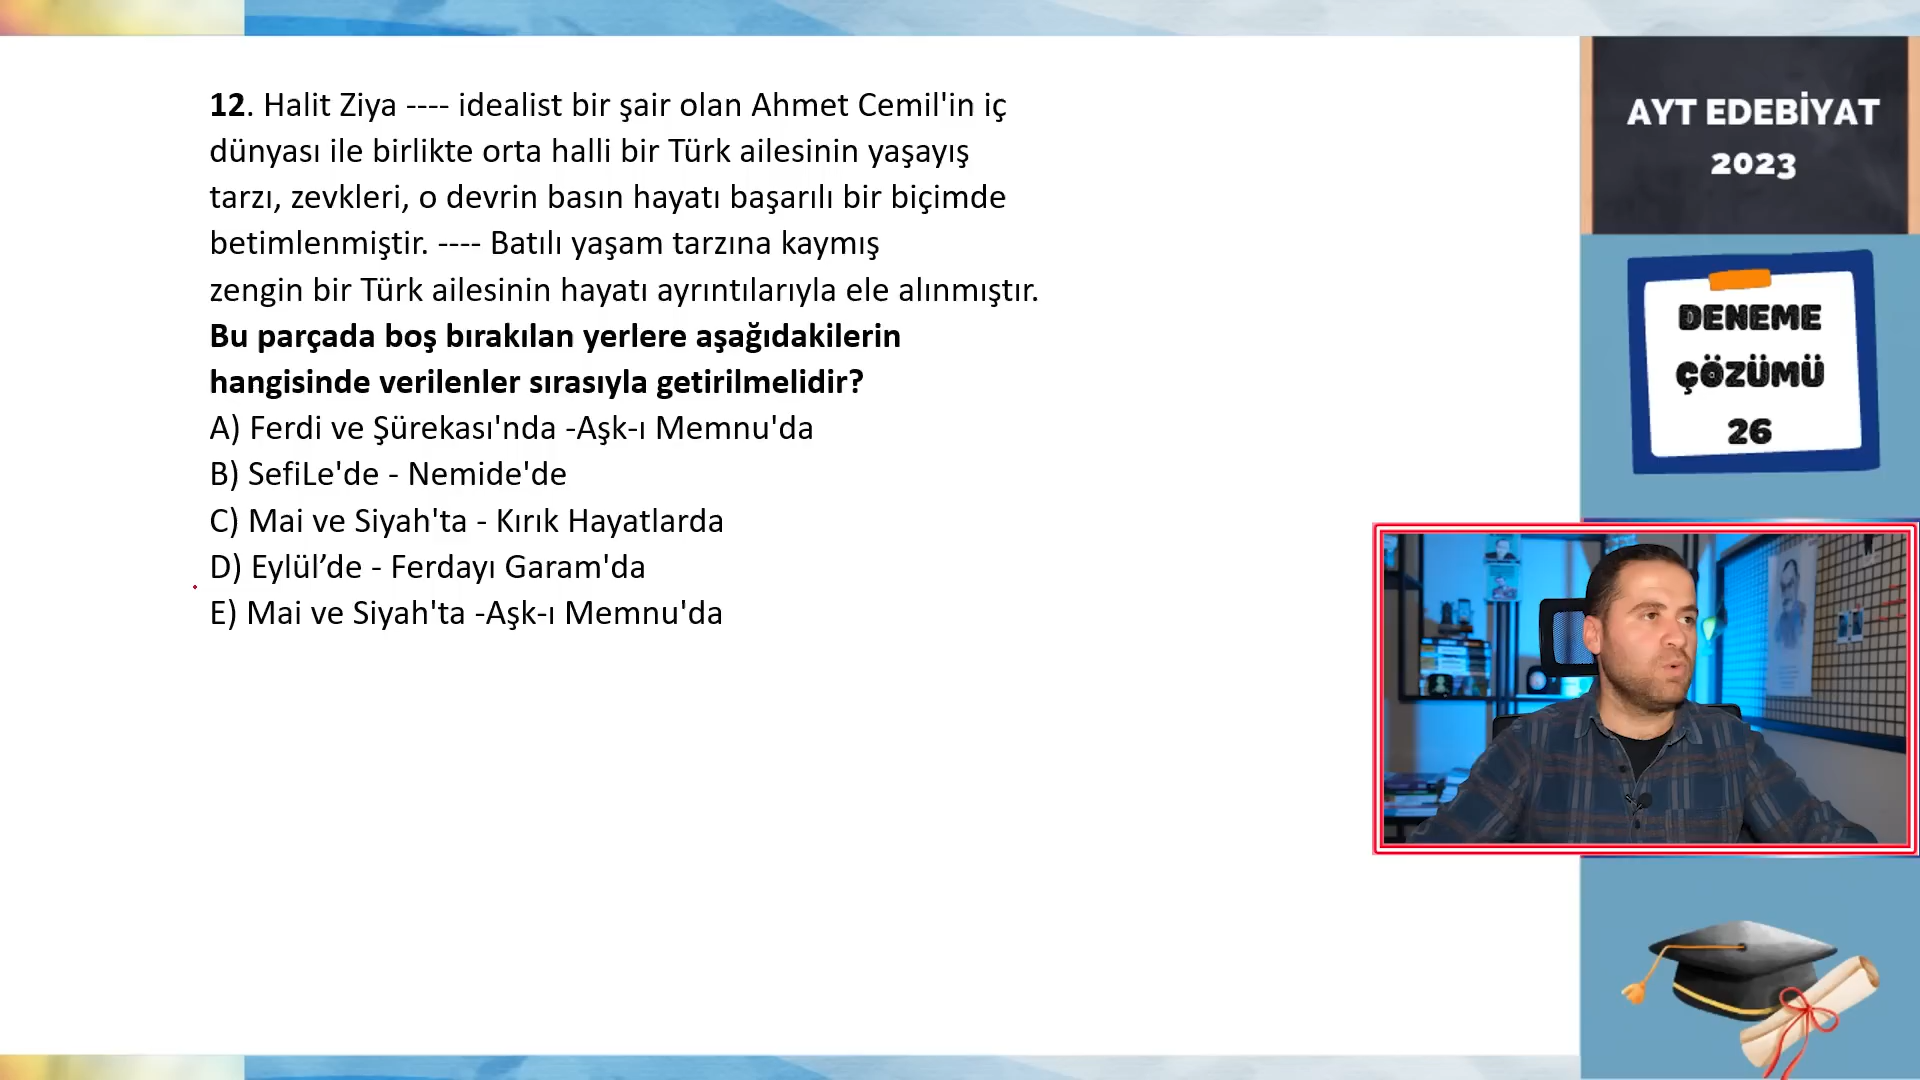 12. Halit Ziya ---- idealist bir şair olan Ahmet Cemil'in iç
dünyası ile birlikte orta halli bir Türk ailesinin yaşayış
tarzı, zevkleri, o devrin basın hayatı başarılı bir biçimde
betimlenmiştir. ---- Batılı yaşam tarzına kaymış
zengin bir Türk ailesinin hayatı ayrıntılarıyla ele alınmıştır.
Bu parçada boş bırakılan yerlere aşağıdakilerin
hangisinde verilenler sırasıyla getirilmelidir?
A) Ferdi ve Şürekası'nda -Aşk-ı Memnu'da
B) SefiLe'de - Nemide'de
C) Mai ve Siyah'ta - Kırık Hayatlarda
D) Eylül’de - Ferdayı Garam'da
E) Mai ve Siyah'ta -Aşk-ı Memnu'da
AYT EDEBİYAT
2023
DENEME
ÇÖZÜMÜ
26